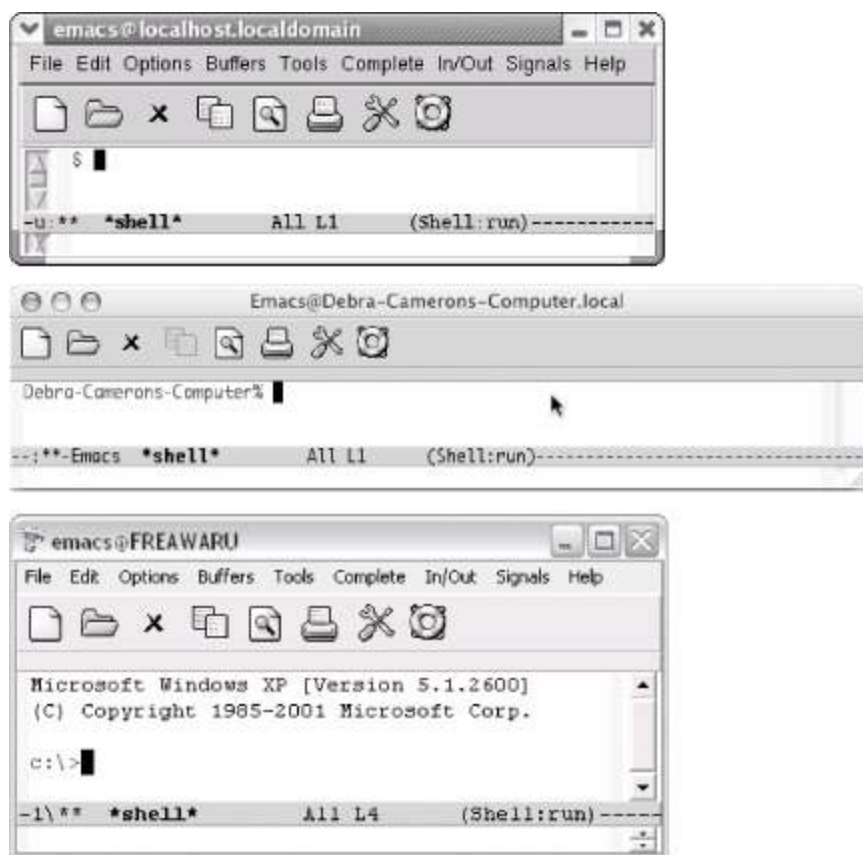 emacs@localhost.localdomain
File Edit Options Buffers Tools Complete In/Out Signals Help
$
-u:** *shell* All L1 (Shell:run)-----------
Emacs@Debra-Camerons-Computer.local
Debra-Camerons-Computer%
--:**-Emacs *shell* All L1 (Shell:run)--------------------------------
emacs@FREAWARU
File Edit Options Buffers Tools Complete In/Out Signals Help
Microsoft Windows XP [Version 5.1.2600]
(C) Copyright 1985-2001 Microsoft Corp.
c:\>
-1\** *shell* All L4 (Shell:run)-----